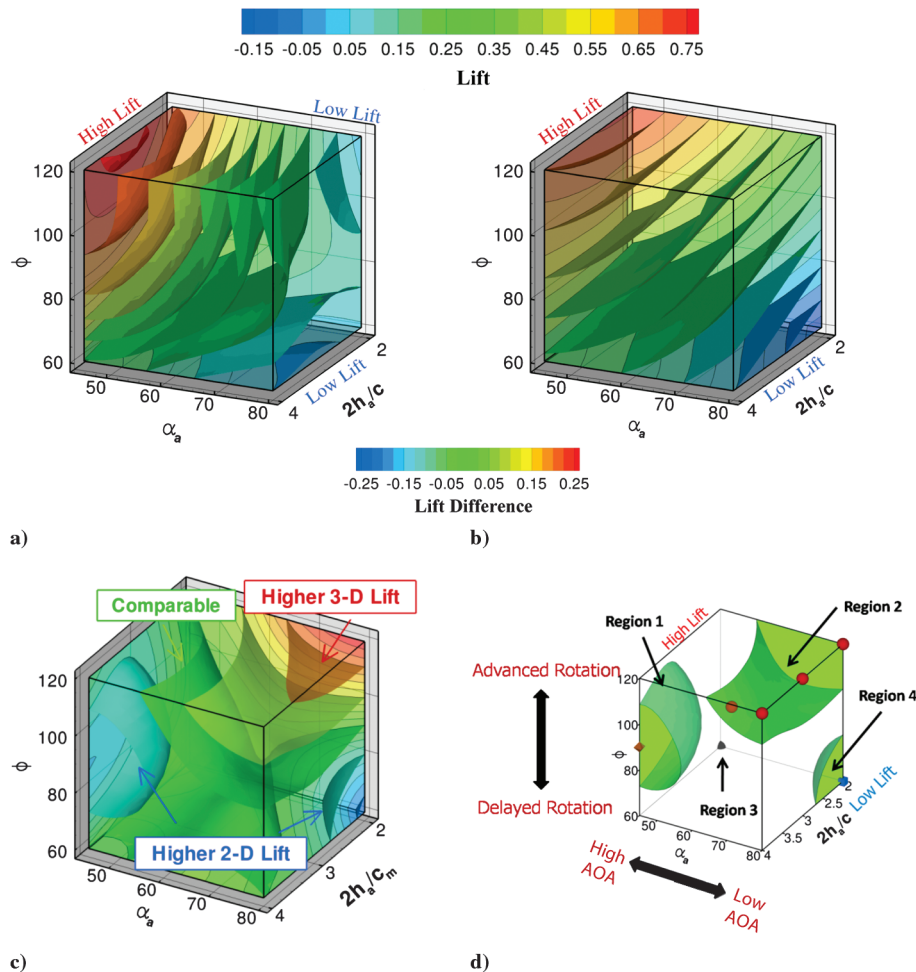 -0.15 -0.05 0.05 0.15 0.25 0.35 0.45 0.55 0.65 0.75
Lift
High Lift
Low Lift
120
100
80
60
ϕ
50
60
70
80
αa
4
2
2ha/c
Low Lift
High Lift
120
100
80
60
ϕ
50
60
70
80
αa
4
2
2ha/c
Low Lift
-0.25 -0.15 -0.05 0.05 0.15 0.25
Lift Difference
a)
b)
Comparable
Higher 3-D Lift
Higher 2-D Lift
120
100
80
60
ϕ
50
60
70
80
αa
4
3
2
2ha/cm
Region 1
High Lift
Region 2
Region 4
Advanced Rotation
Delayed Rotation
Region 3
120
100
80
60
ϕ
50
60
70
80
αa
4
3.5
3
2.5
2
2ha/c
Low Lift
High
AOA
Low
AOA
c)
d)